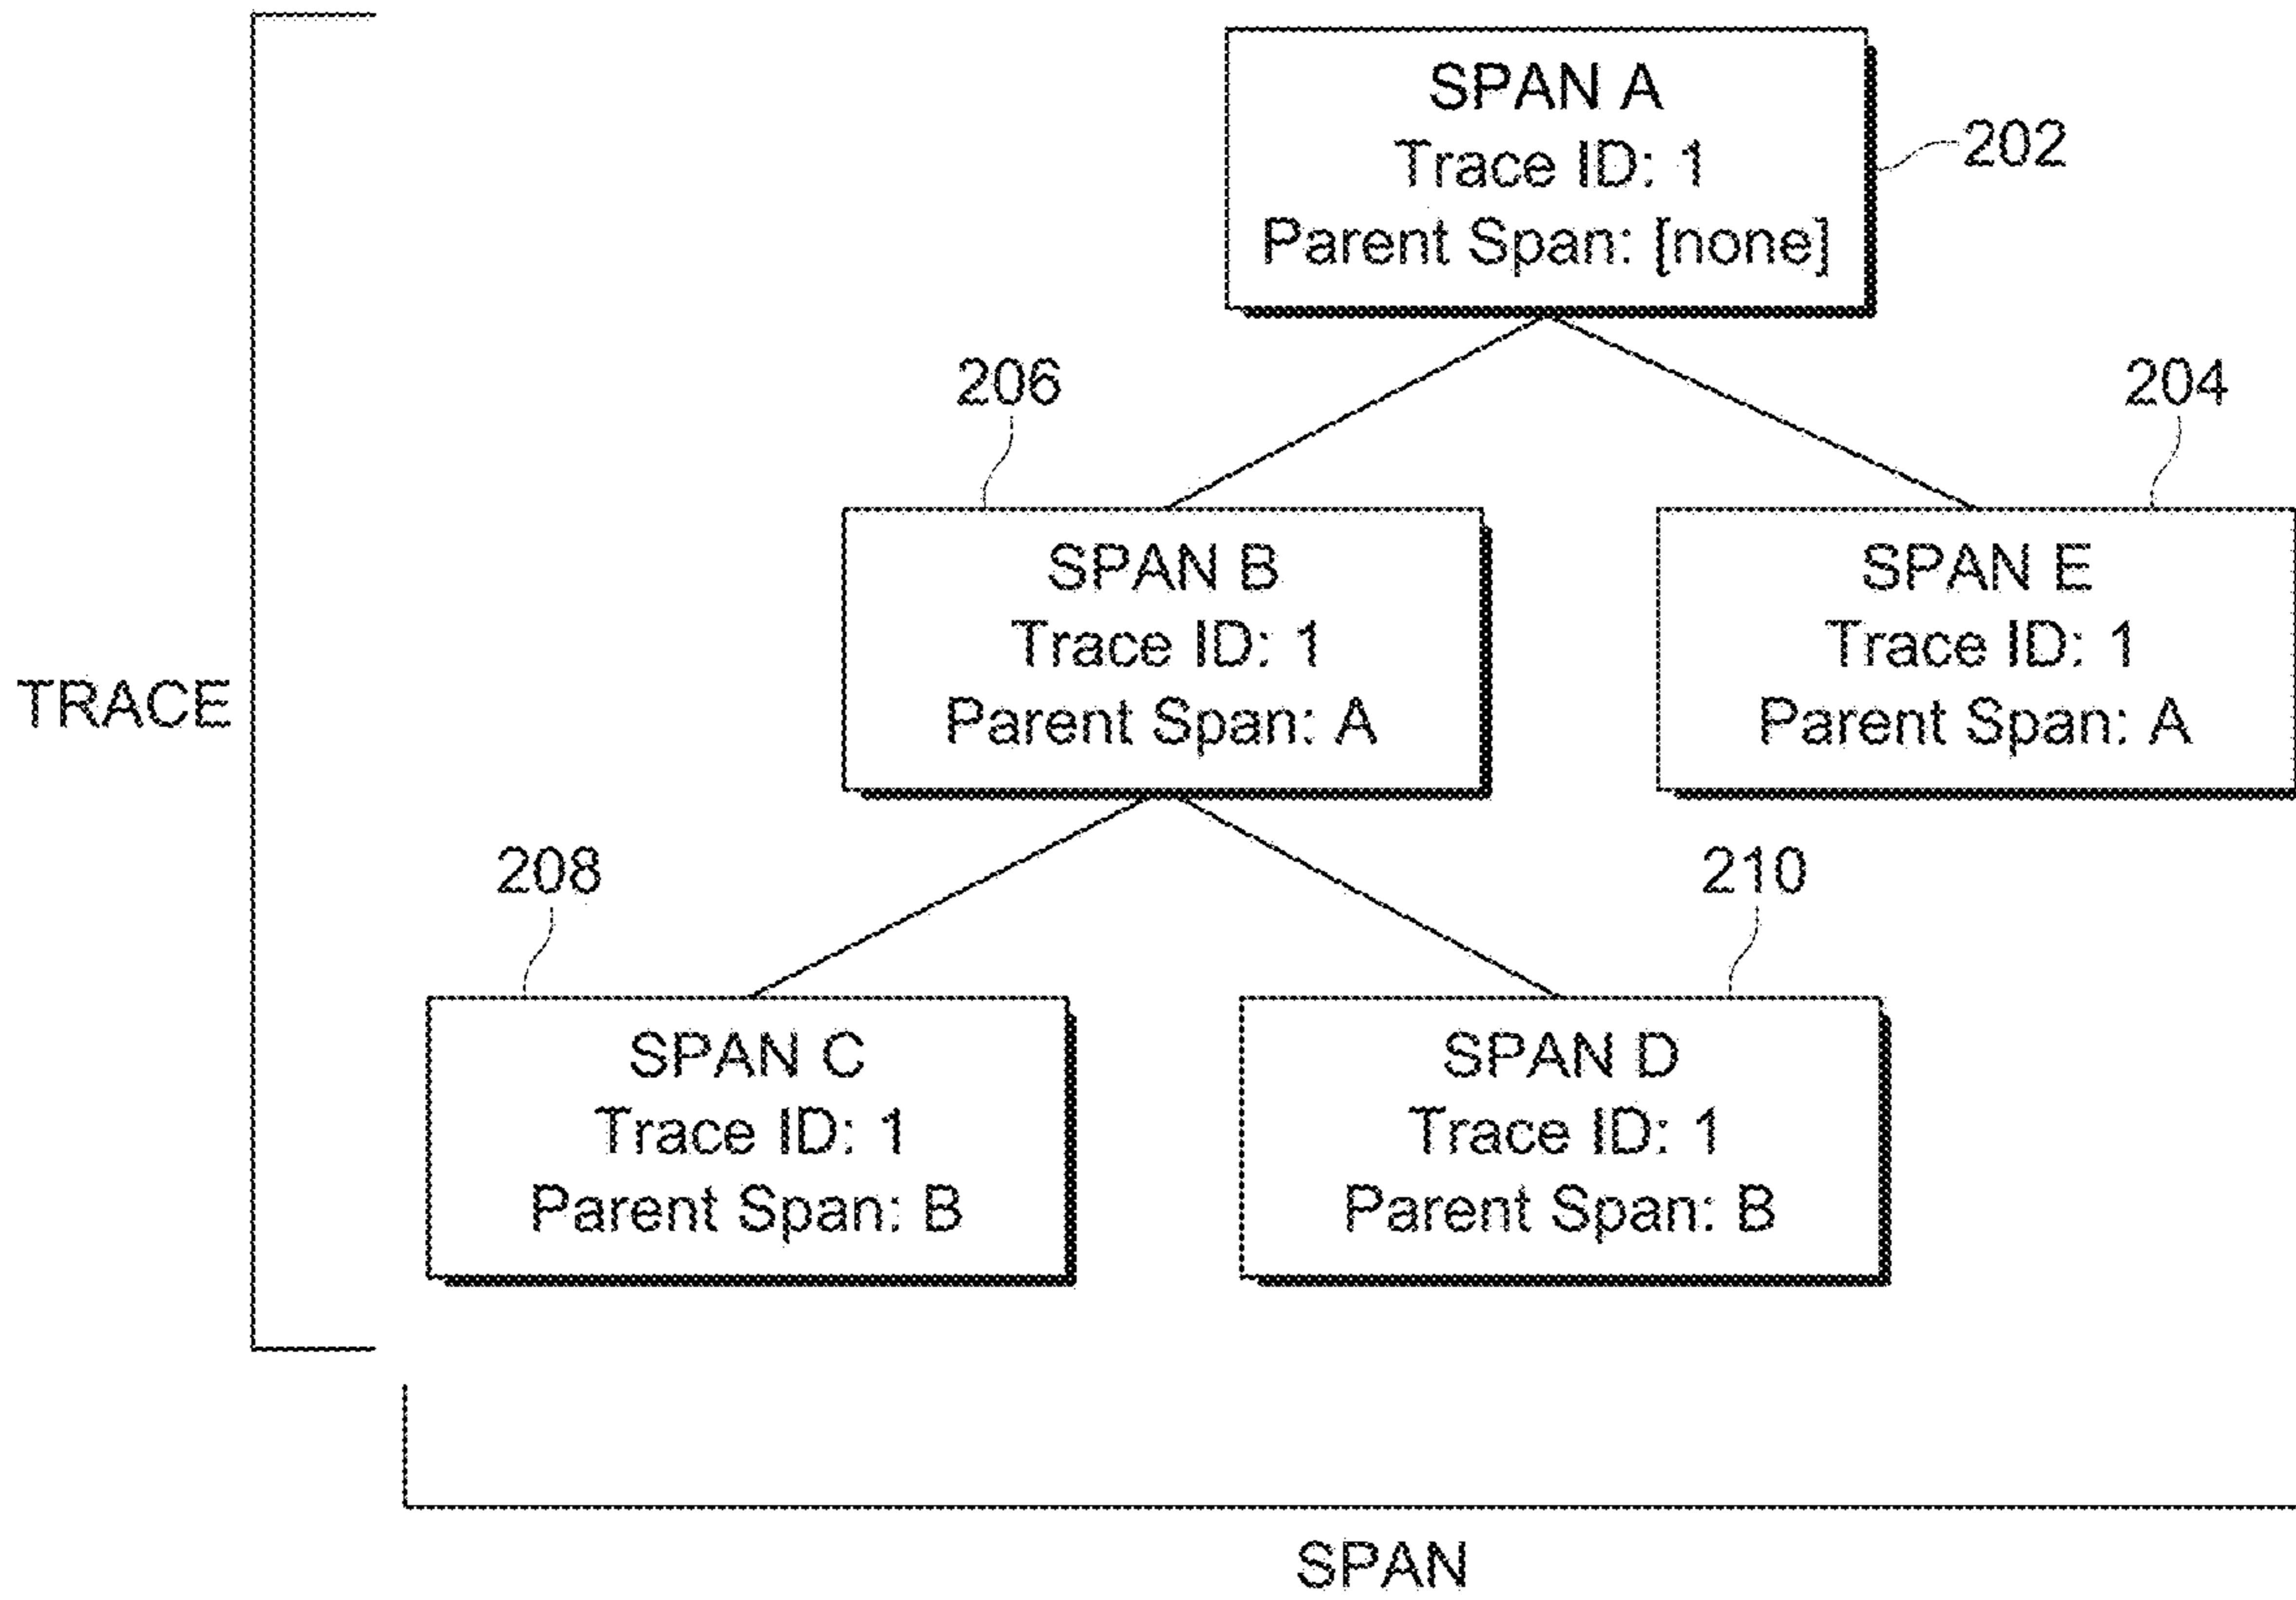 SPAN A
Trace ID: 1
Parent Span: [none]
202
206
204
SPAN B
Trace ID: 1
Parent Span: A
SPAN E
Trace ID: 1
Parent Span: A
TRACE
208
210
SPAN C
Trace ID: 1
Parent Span: B
SPAN D
Trace ID: 1
Parent Span: B
SPAN